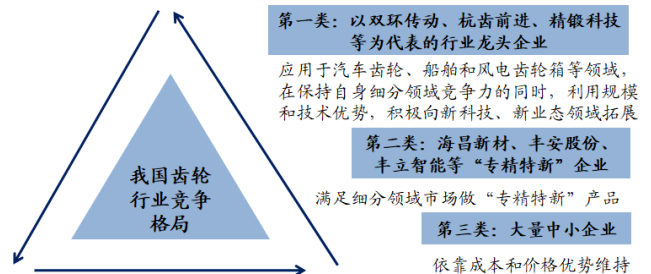 第一类：以双环传动、杭齿前进、精锻科技
等为代表的行业龙头企业
应用于汽车齿轮、船舶和风电齿轮箱等领域，
在保持自身细分领域竞争力的同时，利用规模
和技术优势，积极向新科技、新业态领域拓展
第二类：海昌新材、丰安股份、
丰立智能等“专精特新”企业
满足细分领域市场做“专精特新”产品
第三类：大量中小企业
依靠成本和价格优势维持
我国齿轮
行业竞争
格局